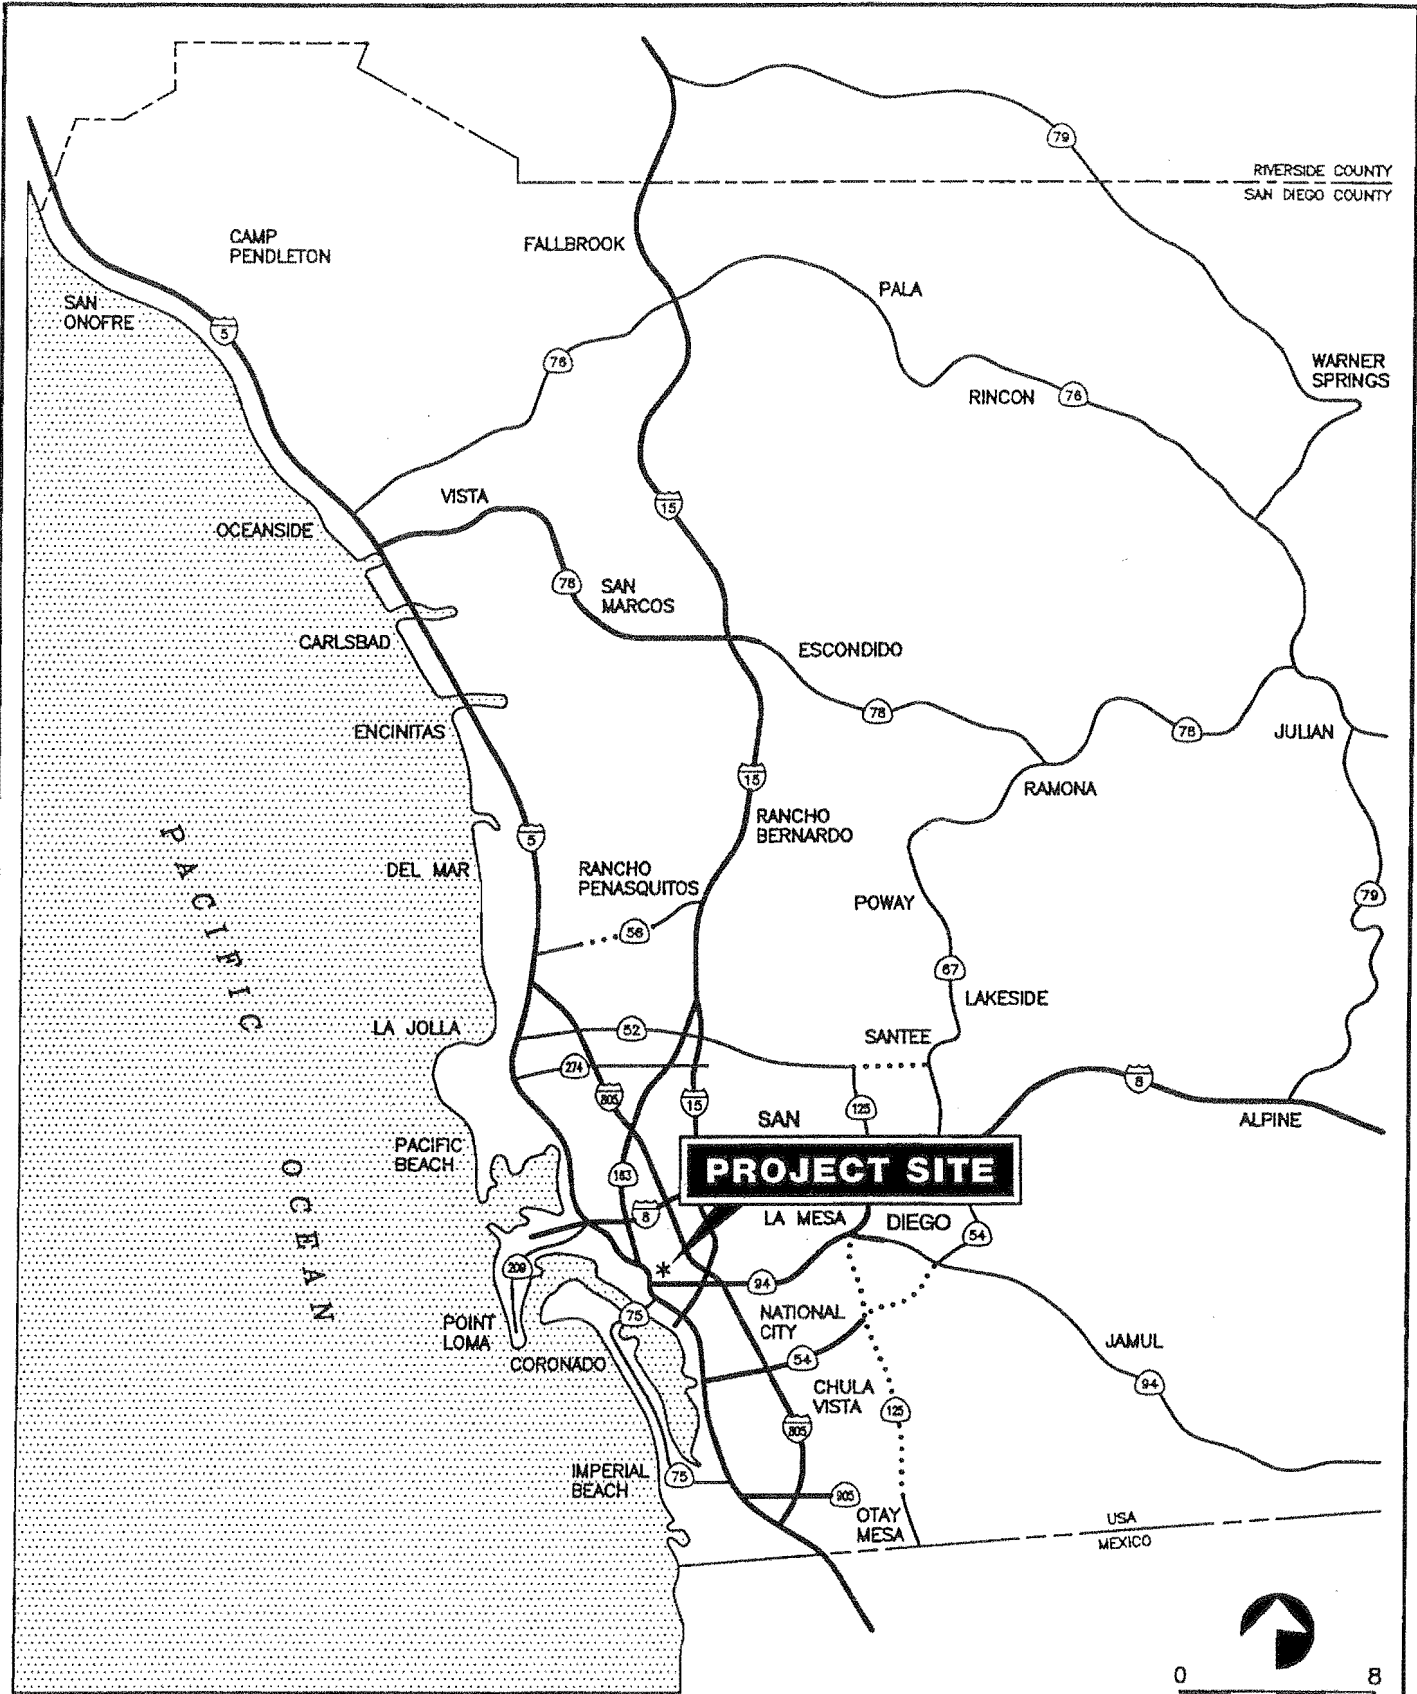 79
RIVERSIDE COUNTY
SAN DIEGO COUNTY
CAMP
PENDLETON
FALLBROOK
PALA
SAN
ONOFRE
5
76
WARNER
SPRINGS
RINCON
76
VISTA
15
OCEANSIDE
78
SAN
MARCOS
CARLSBAD
ESCONDIDO
78
ENCINITAS
78
JULIAN
15
RAMONA
RANCHO
BERNARDO
5
PACIFIC
OCEAN
DEL MAR
RANCHO
PENASQUITOS
POWAY
79
56
67
LAKESIDE
LA JOLLA
52
SANTEE
274
805
15
125
8
SAN
ALPINE
PACIFIC
BEACH
163
PROJECT SITE
8
LA MESA
DIEGO
54
209
*
94
75
POINT
LOMA
NATIONAL
CITY
CORONADO
54
JAMUL
CHULA
VISTA
125
94
805
IMPERIAL
BEACH
75
905
OTAY
MESA
USA
MEXICO
0 8